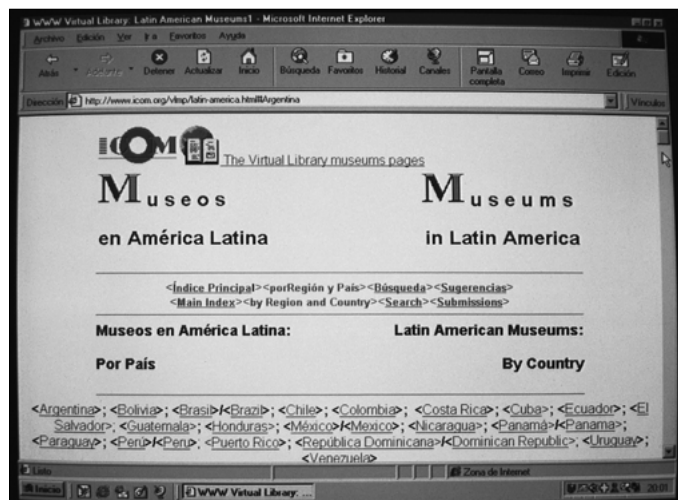 WWW Virtual Library: Latin American Museums1 - Microsoft Internet Explorer
Archivo Edición Ver Ir a Favoritos Ayuda
Atrás Adelante Detener Actualizar Inicio Búsqueda Favoritos Historial Canales Pantalla completa Correo Imprimir Edición
Dirección http://www.icom.org/vlmp/latin-america.html#Argentina Vínculos
ICOM The Virtual Library museums pages
Museos Museums
en América Latina in Latin America
<Índice Principal><porRegión y País><Búsqueda><Sugerencias>
<Main Index><by Region and Country><Search><Submissions>
Museos en América Latina: Latin American Museums:
Por País By Country
<Argentina>; <Bolivia>; <Brasil>/<Brazil>; <Chile>; <Colombia>; <Costa Rica>; <Cuba>; <Ecuador>; <El
Salvador>; <Guatemala>; <Honduras>; <México>/<Mexico>; <Nicaragua>; <Panamá>/<Panama>;
<Paraguay>; <Perú>/<Peru>; <Puerto Rico>; <República Dominicana>/<Dominican Republic>; <Uruguay>;
<Venezuela>
Listo Zona de Internet
Inicio WWW Virtual Library: ... 20:01